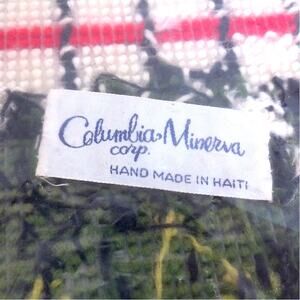 Columbia-Minerva
corp.
HAND MADE IN HAITI